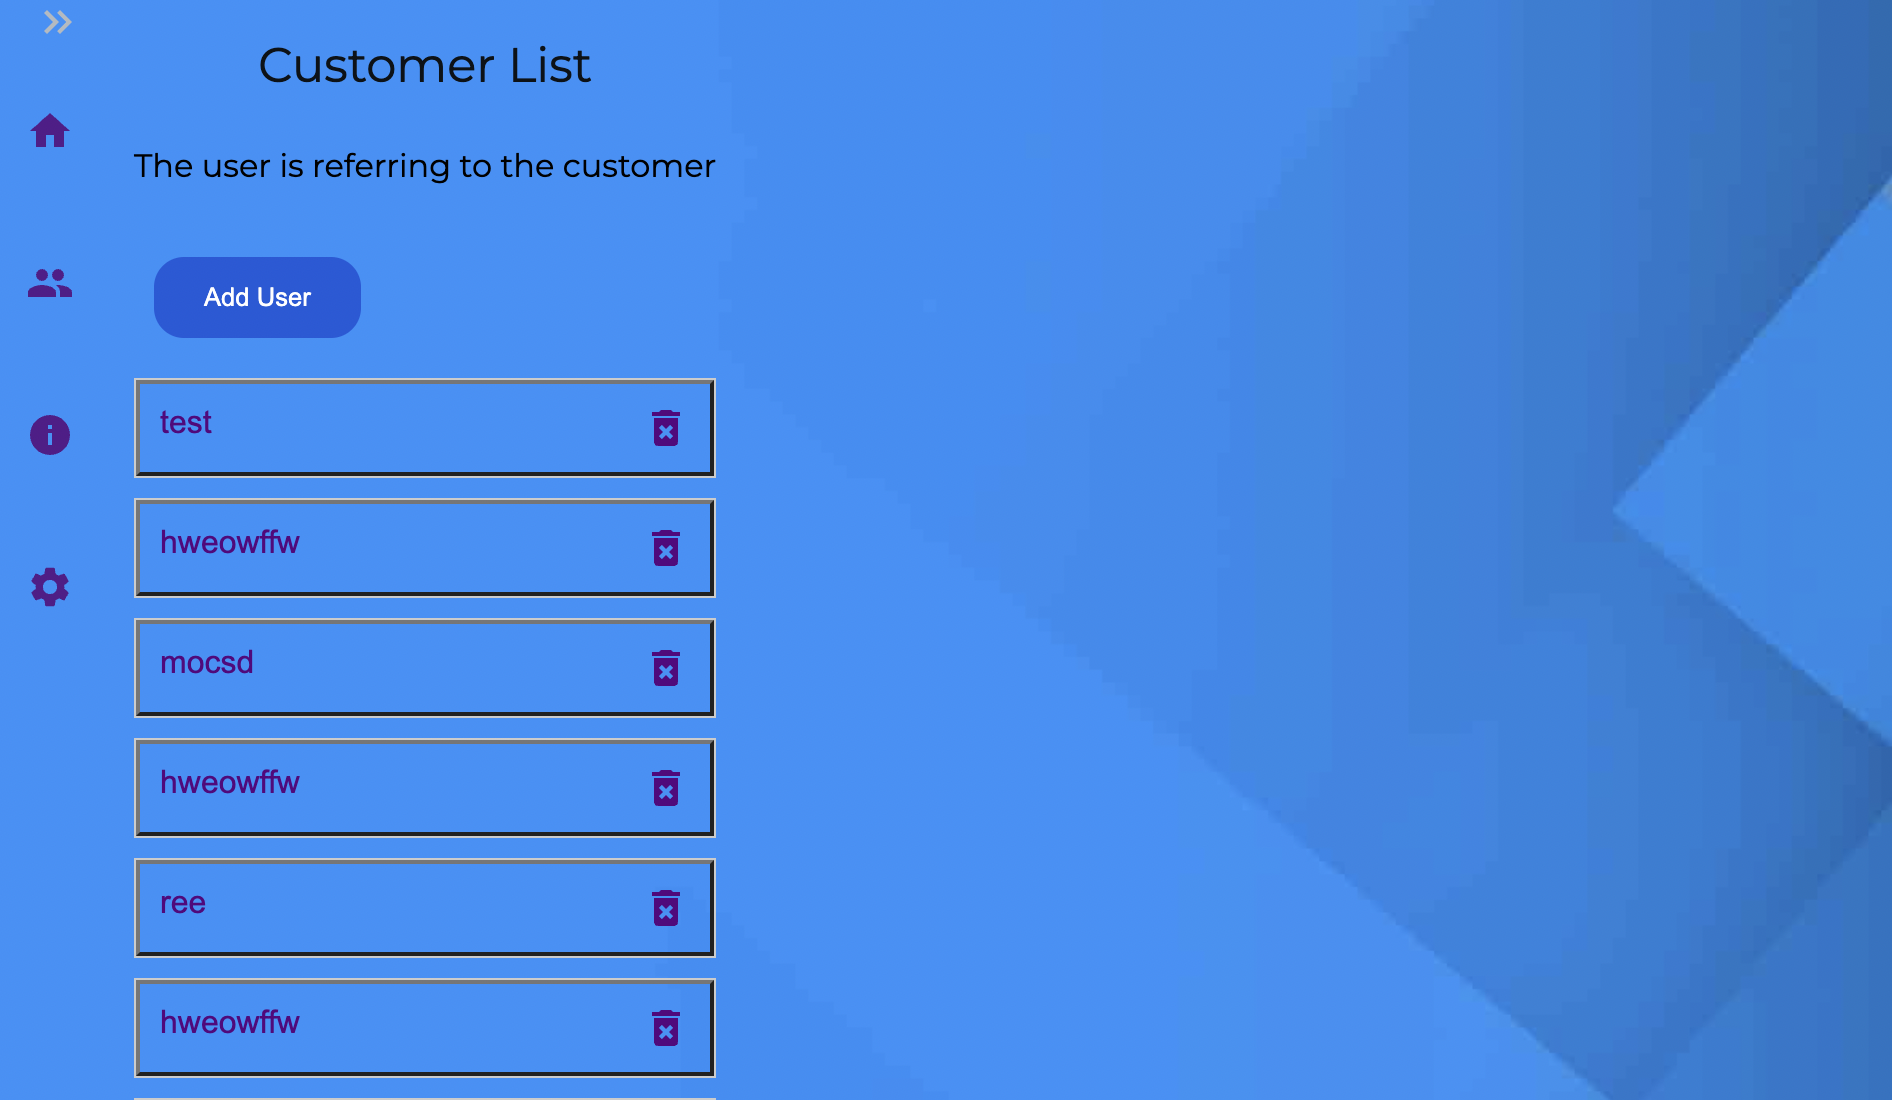 Customer List
The user is referring to the customer
Add User
test
hweowffw
mocsd
hweowffw
ree
hweowffw